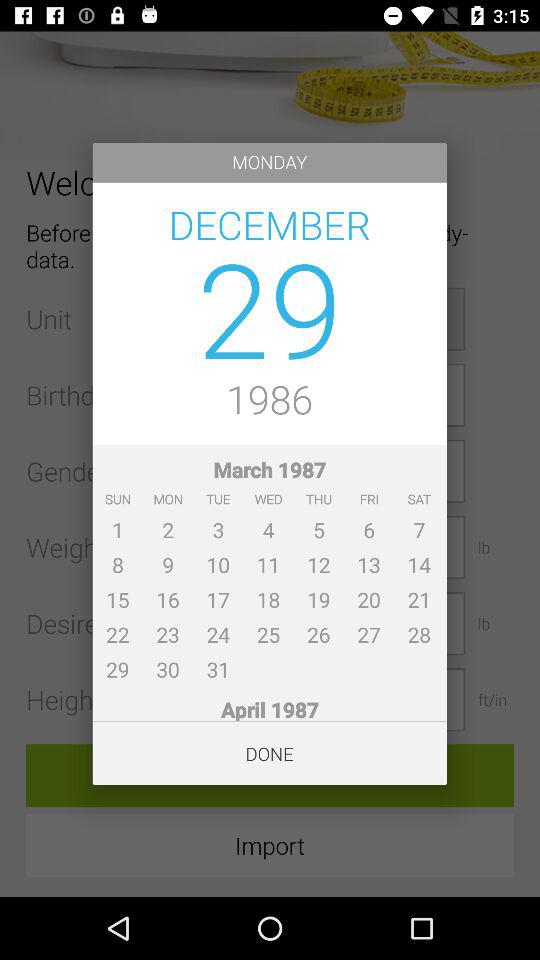 3:15
Welc
Before dy-
data.
Unit
Birthd
Gende
Weigh lb
Desire lb
Heigh ft/in
MONDAY
DECEMBER
29
1986
March 1987
SUN MON TUE WED THU FRI SAT
1 2 3 4 5 6 7
8 9 10 11 12 13 14
15 16 17 18 19 20 21
22 23 24 25 26 27 28
29 30 31
April 1987
DONE
Import